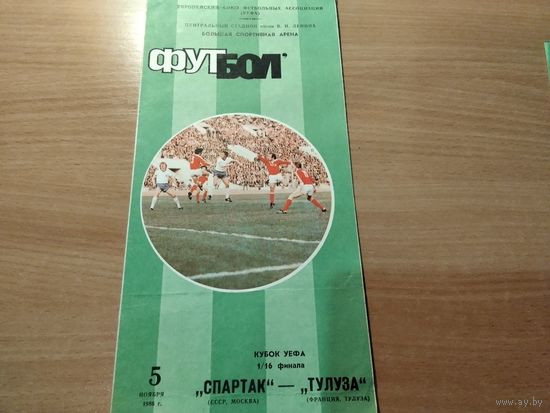 ЕВРОПЕЙСКИЙ СОЮЗ ФУТБОЛЬНЫХ АССОЦИАЦИЙ
(УЕФА)
ЦЕНТРАЛЬНЫЙ СТАДИОН имени В. И. ЛЕНИНА
БОЛЬШАЯ СПОРТИВНАЯ АРЕНА
ФУТБОЛ
КУБОК УЕФА
1/16 финала
5
НОЯБРЯ
1986 г.
„СПАРТАК“ — „ТУЛУЗА“
(СССР, МОСКВА) (ФРАНЦИЯ, ТУЛУЗА)
ay.by